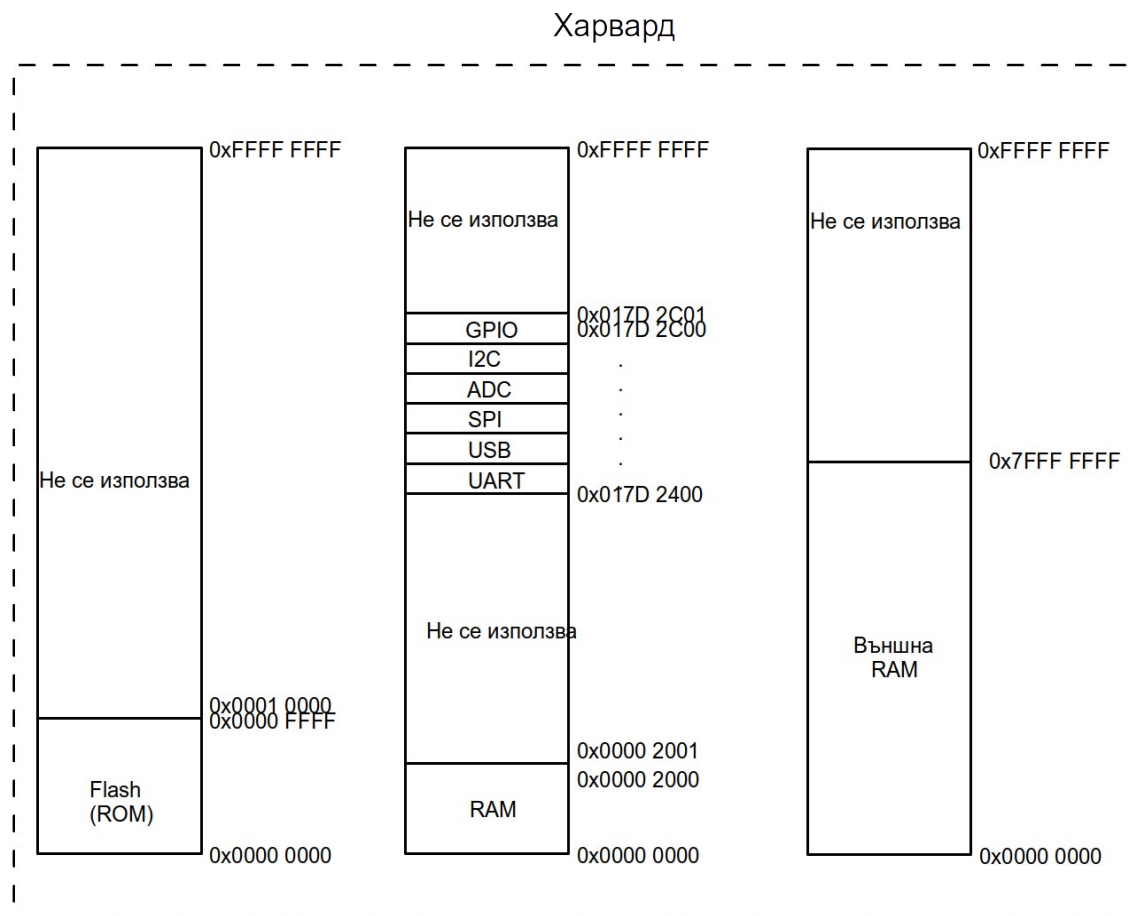 Харвард
0xFFFF FFFF
Не се използва
0x0001 0000
0x0000 FFFF
Flash
(ROM)
0x0000 0000
0xFFFF FFFF
Не се използва
0x017D 2C01
GPIO
0x017D 2C00
I2C
ADC
SPI
USB
UART
0x017D 2400
Не се използва
0x0000 2001
0x0000 2000
RAM
0x0000 0000
0xFFFF FFFF
Не се използва
0x7FFF FFFF
Външна
RAM
0x0000 0000